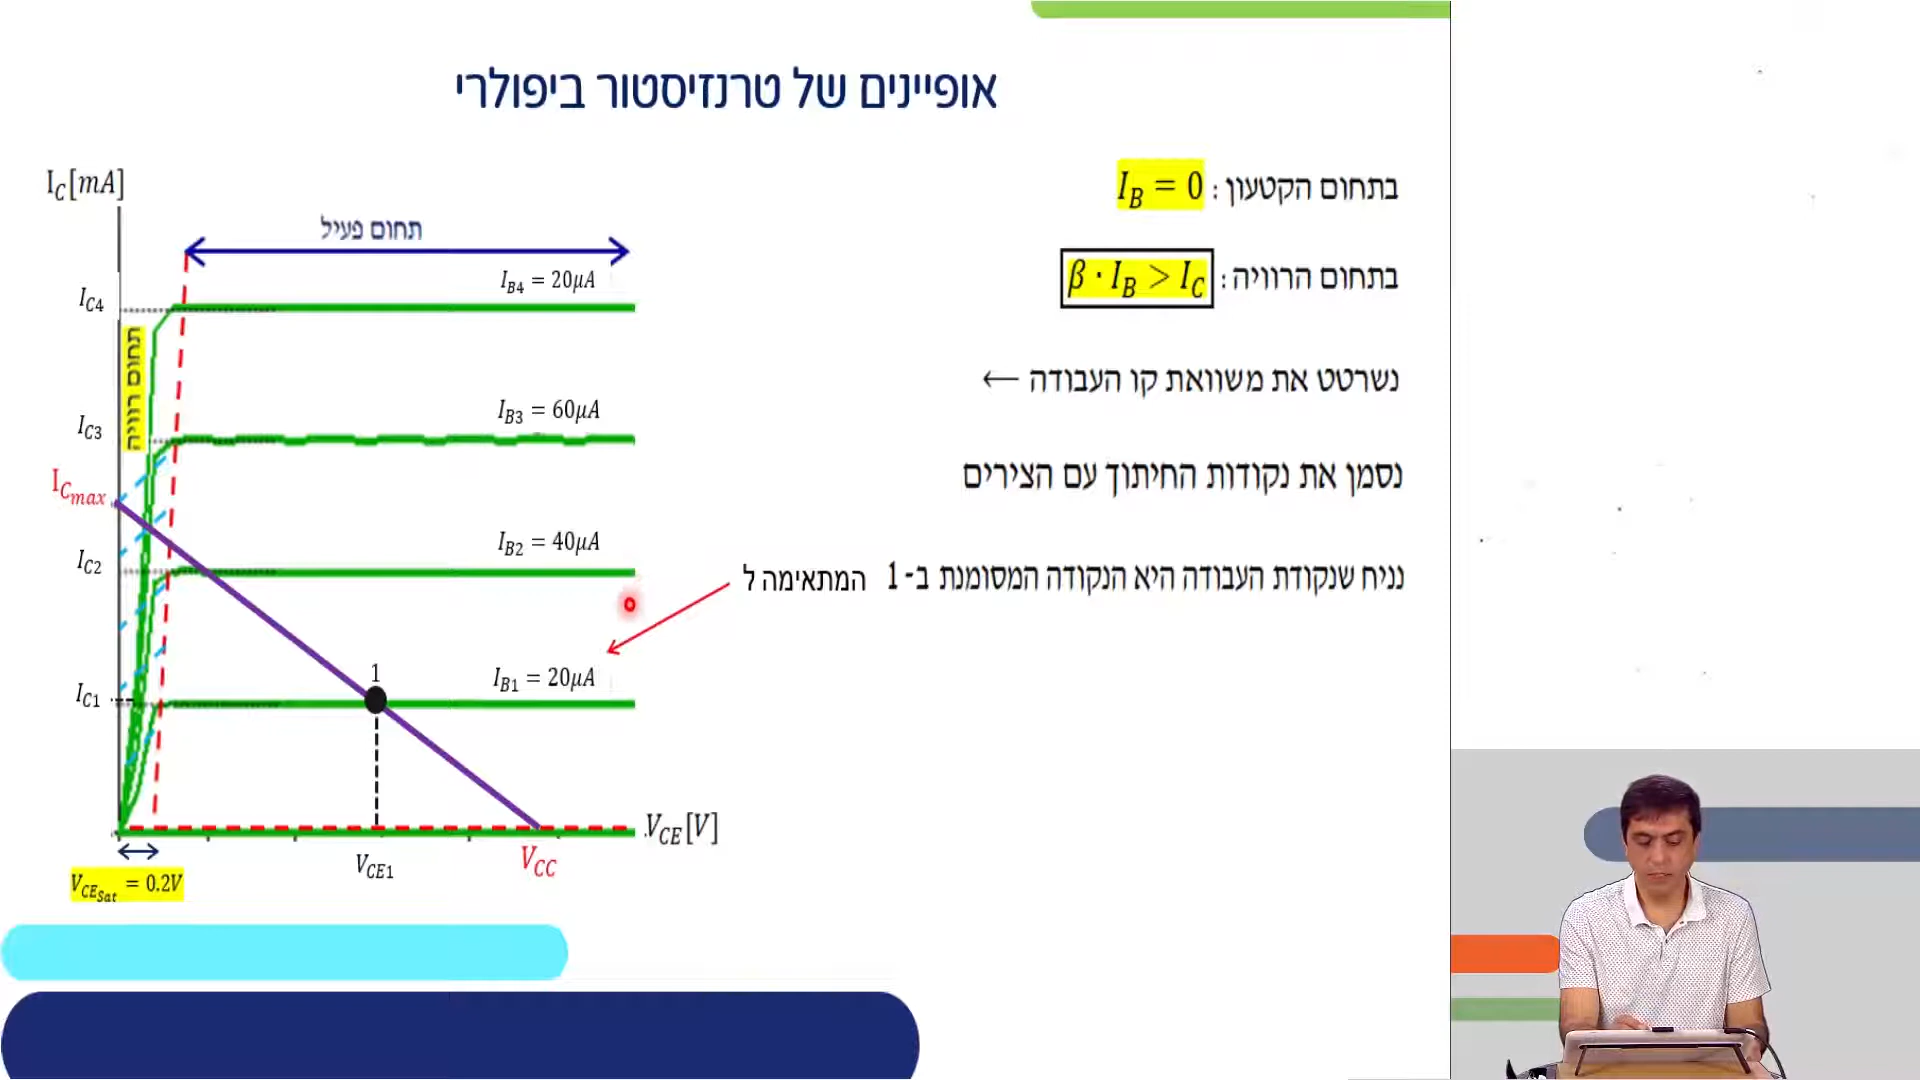 אופיינים של טרנזיסטור ביפולרי
בתחום הקטעון : I_B = 0
בתחום הרוויה : β · I_B > I_C
נשרטט את משוואת קו העבודה ←
נסמן את נקודות החיתוך עם הצירים
נניח שנקודת העבודה היא הנקודה המסומנת ב-1 המתאימה ל
I_C[mA]
תחום פעיל
I_B4 = 20μA
I_C4
תחום רוויה
I_B3 = 60μA
I_C3
I_Cmax
I_B2 = 40μA
I_C2
1
I_B1 = 20μA
I_C1
V_CE[V]
V_CE1
V_CC
V_CESat = 0.2V